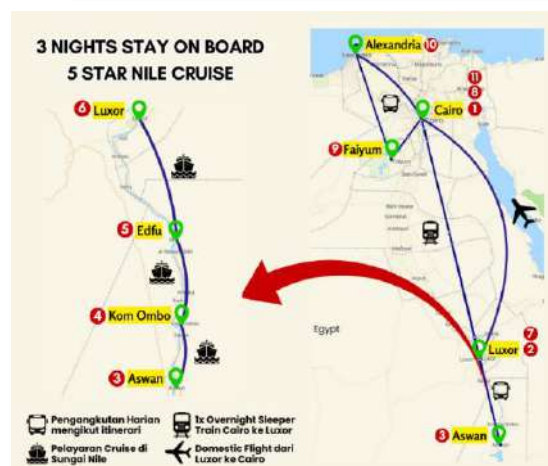 3 NIGHTS STAY ON BOARD
5 STAR NILE CRUISE
6 Luxor
5 Edfu
4 Kom Ombo
3 Aswan
Alexandria 10
11
8
Cairo 1
9 Faiyum
Egypt
7
Luxor 2
3 Aswan
Pengangkutan Harian
mengikut itinerari
1x Overnight Sleeper
Train Cairo ke Luxor
Pelayaran Cruise di
Sungai Nile
Domestic Flight dari
Luxor ke Cairo